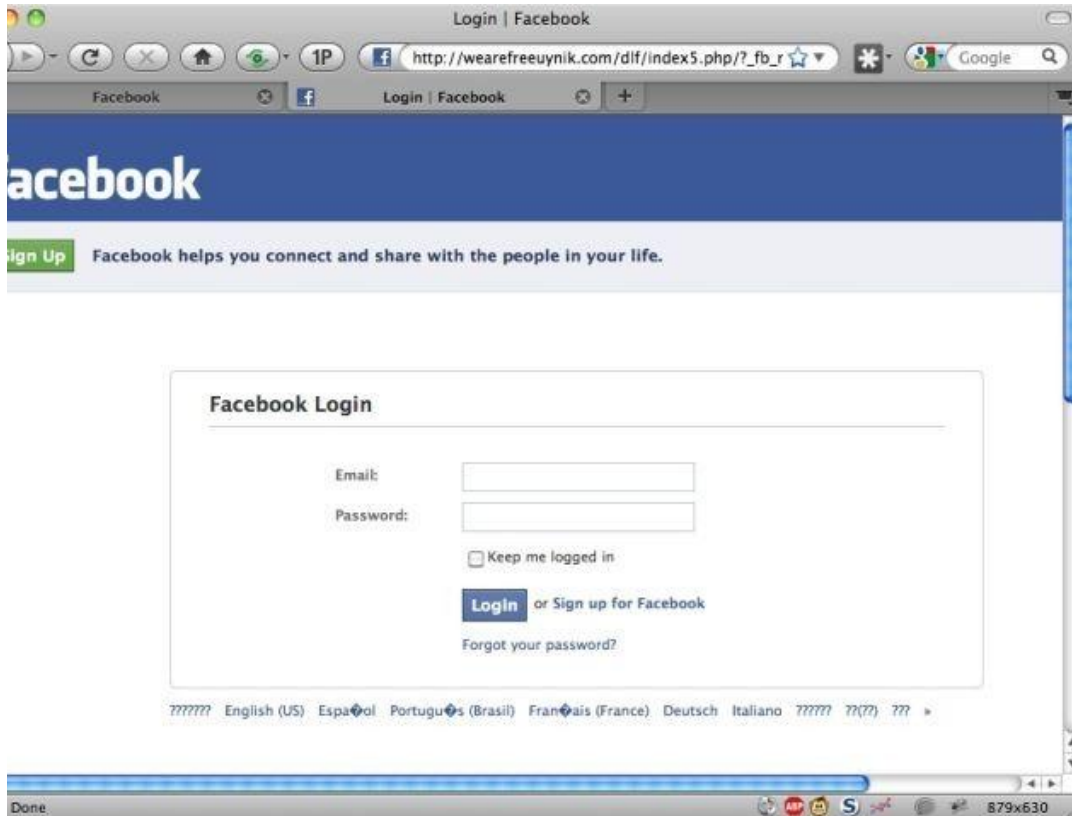 Login | Facebook
1P
http://wearefreeuynik.com/dlf/index5.php/?_fb_r
Google
Facebook
Login | Facebook
acebook
Sign Up
Facebook helps you connect and share with the people in your life.
Facebook Login
Email:
Password:
Keep me logged in
Login or Sign up for Facebook
Forgot your password?
??????? English (US) Espa�ol Portugu�s (Brasil) Fran�ais (France) Deutsch Italiano ?????? ??(??) ??? »
Done
ABP
S
879x630